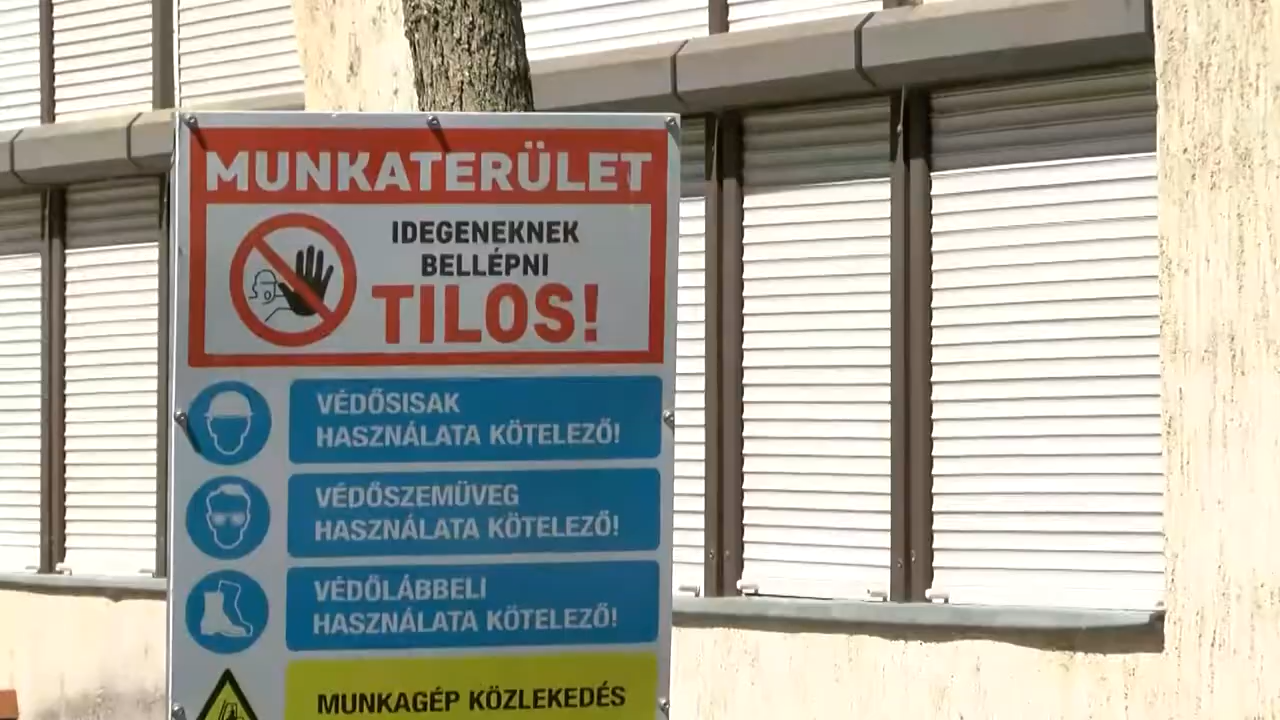 MUNKATERÜLET
IDEGENEKNEK
BELLÉPNI
TILOS!
VÉDŐSISAK
HASZNÁLATA KÖTELEZŐ!
VÉDŐSZEMÜVEG
HASZNÁLATA KÖTELEZŐ!
VÉDŐLÁBBELI
HASZNÁLATA KÖTELEZŐ!
MUNKAGÉP KÖZLEKEDÉS